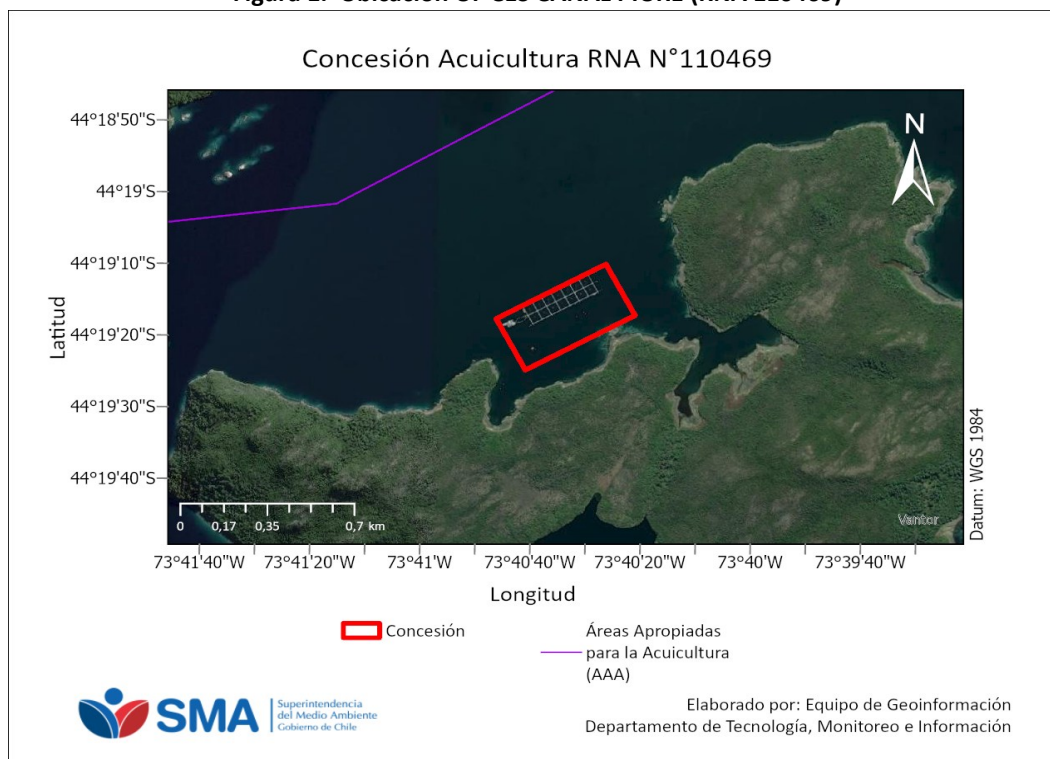 Concesión Acuicultura RNA N°110469
N
44°18'50"S
44°19'S
44°19'10"S
44°19'20"S
44°19'30"S
44°19'40"S
Latitud
0 0,17 0,35 0,7 km
Vantor
Datum: WGS 1984
73°41'40"W 73°41'20"W 73°41'W 73°40'40"W 73°40'20"W 73°40'W 73°39'40"W
Longitud
Concesión
Áreas Apropiadas
para la Acuicultura
(AAA)
SMA
Superintendencia
del Medio Ambiente
Gobierno de Chile
Elaborado por: Equipo de Geoinformación
Departamento de Tecnología, Monitoreo e Información